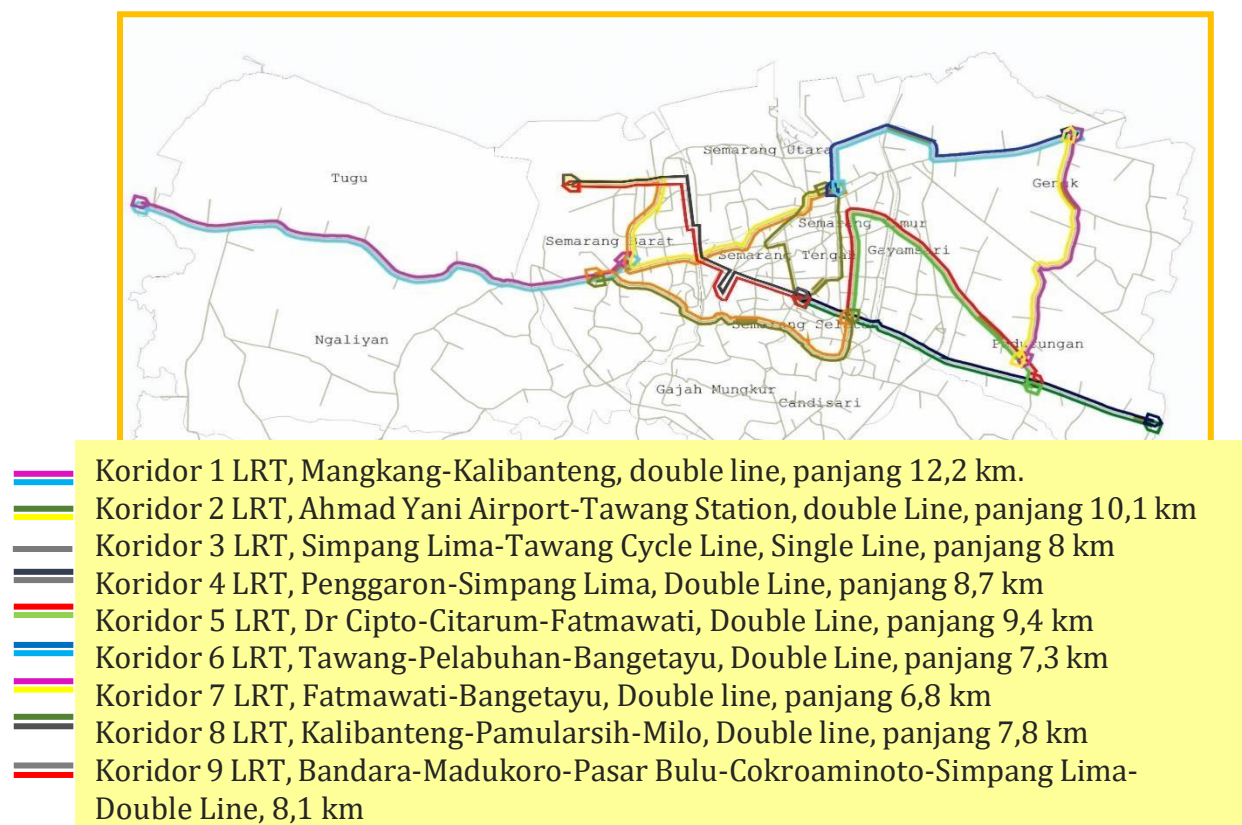 Semarang Utara
Tugu
Genuk
Semarang Timur
Semarang Barat
Gayamsari
Semarang Tengah
Semarang Selatan
Ngaliyan
Pedurungan
Gajah Mungkur
Candisari
Koridor 1 LRT, Mangkang-Kalibanteng, double line, panjang 12,2 km.
Koridor 2 LRT, Ahmad Yani Airport-Tawang Station, double Line, panjang 10,1 km
Koridor 3 LRT, Simpang Lima-Tawang Cycle Line, Single Line, panjang 8 km
Koridor 4 LRT, Penggaron-Simpang Lima, Double Line, panjang 8,7 km
Koridor 5 LRT, Dr Cipto-Citarum-Fatmawati, Double Line, panjang 9,4 km
Koridor 6 LRT, Tawang-Pelabuhan-Bangetayu, Double Line, panjang 7,3 km
Koridor 7 LRT, Fatmawati-Bangetayu, Double line, panjang 6,8 km
Koridor 8 LRT, Kalibanteng-Pamularsih-Milo, Double line, panjang 7,8 km
Koridor 9 LRT, Bandara-Madukoro-Pasar Bulu-Cokroaminoto-Simpang Lima-
Double Line, 8,1 km